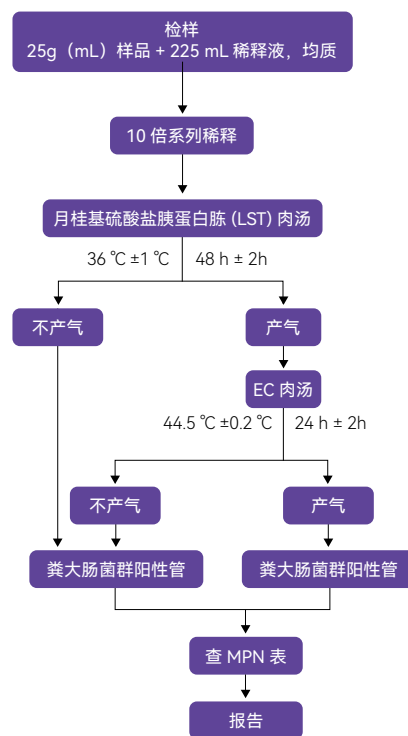 检样
25g（mL）样品 + 225 mL 稀释液，均质
10 倍系列稀释
月桂基硫酸盐胰蛋白胨 (LST) 肉汤
36 ℃ ±1 ℃ 48 h ± 2h
不产气
产气
EC 肉汤
44.5 ℃ ±0.2 ℃ 24 h ± 2h
不产气
产气
粪大肠菌群阳性管
粪大肠菌群阳性管
查 MPN 表
报告